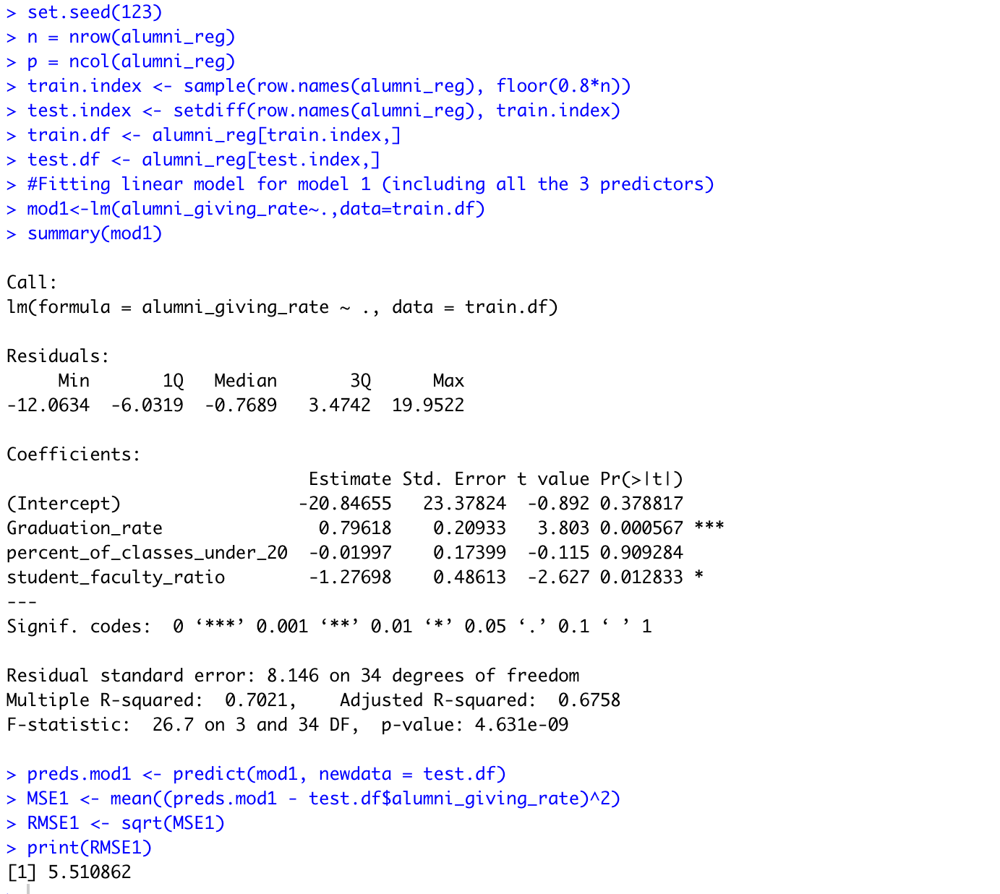 > set.seed(123)
> n = nrow(alumni_reg)
> p = ncol(alumni_reg)
> train.index <- sample(row.names(alumni_reg), floor(0.8*n))
> test.index <- setdiff(row.names(alumni_reg), train.index)
> train.df <- alumni_reg[train.index,]
> test.df <- alumni_reg[test.index,]
> #Fitting linear model for model 1 (including all the 3 predictors)
> mod1<-lm(alumni_giving_rate~.,data=train.df)
> summary(mod1)

Call:
lm(formula = alumni_giving_rate ~ ., data = train.df)

Residuals:
     Min       1Q   Median       3Q      Max
-12.0634  -6.0319  -0.7689   3.4742  19.9522

Coefficients:
                             Estimate Std. Error t value Pr(>|t|)
(Intercept)                 -20.84655   23.37824  -0.892 0.378817
Graduation_rate               0.79618    0.20933   3.803 0.000567 ***
percent_of_classes_under_20  -0.01997    0.17399  -0.115 0.909284
student_faculty_ratio        -1.27698    0.48613  -2.627 0.012833 *
---
Signif. codes:  0 ‘***’ 0.001 ‘**’ 0.01 ‘*’ 0.05 ‘.’ 0.1 ‘ ’ 1

Residual standard error: 8.146 on 34 degrees of freedom
Multiple R-squared:  0.7021,    Adjusted R-squared:  0.6758
F-statistic:  26.7 on 3 and 34 DF,  p-value: 4.631e-09

> preds.mod1 <- predict(mod1, newdata = test.df)
> MSE1 <- mean((preds.mod1 - test.df$alumni_giving_rate)^2)
> RMSE1 <- sqrt(MSE1)
> print(RMSE1)
[1] 5.510862